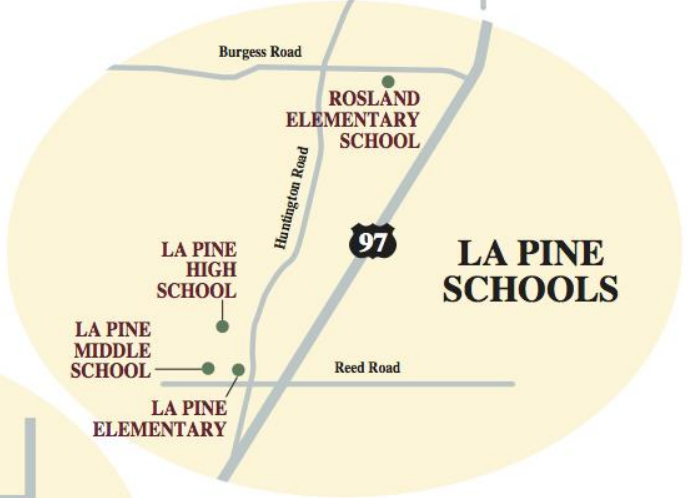 Burgess Road
ROSLAND
ELEMENTARY
SCHOOL
Huntington Road
97
LA PINE
SCHOOLS
LA PINE
HIGH
SCHOOL
LA PINE
MIDDLE
SCHOOL
Reed Road
LA PINE
ELEMENTARY